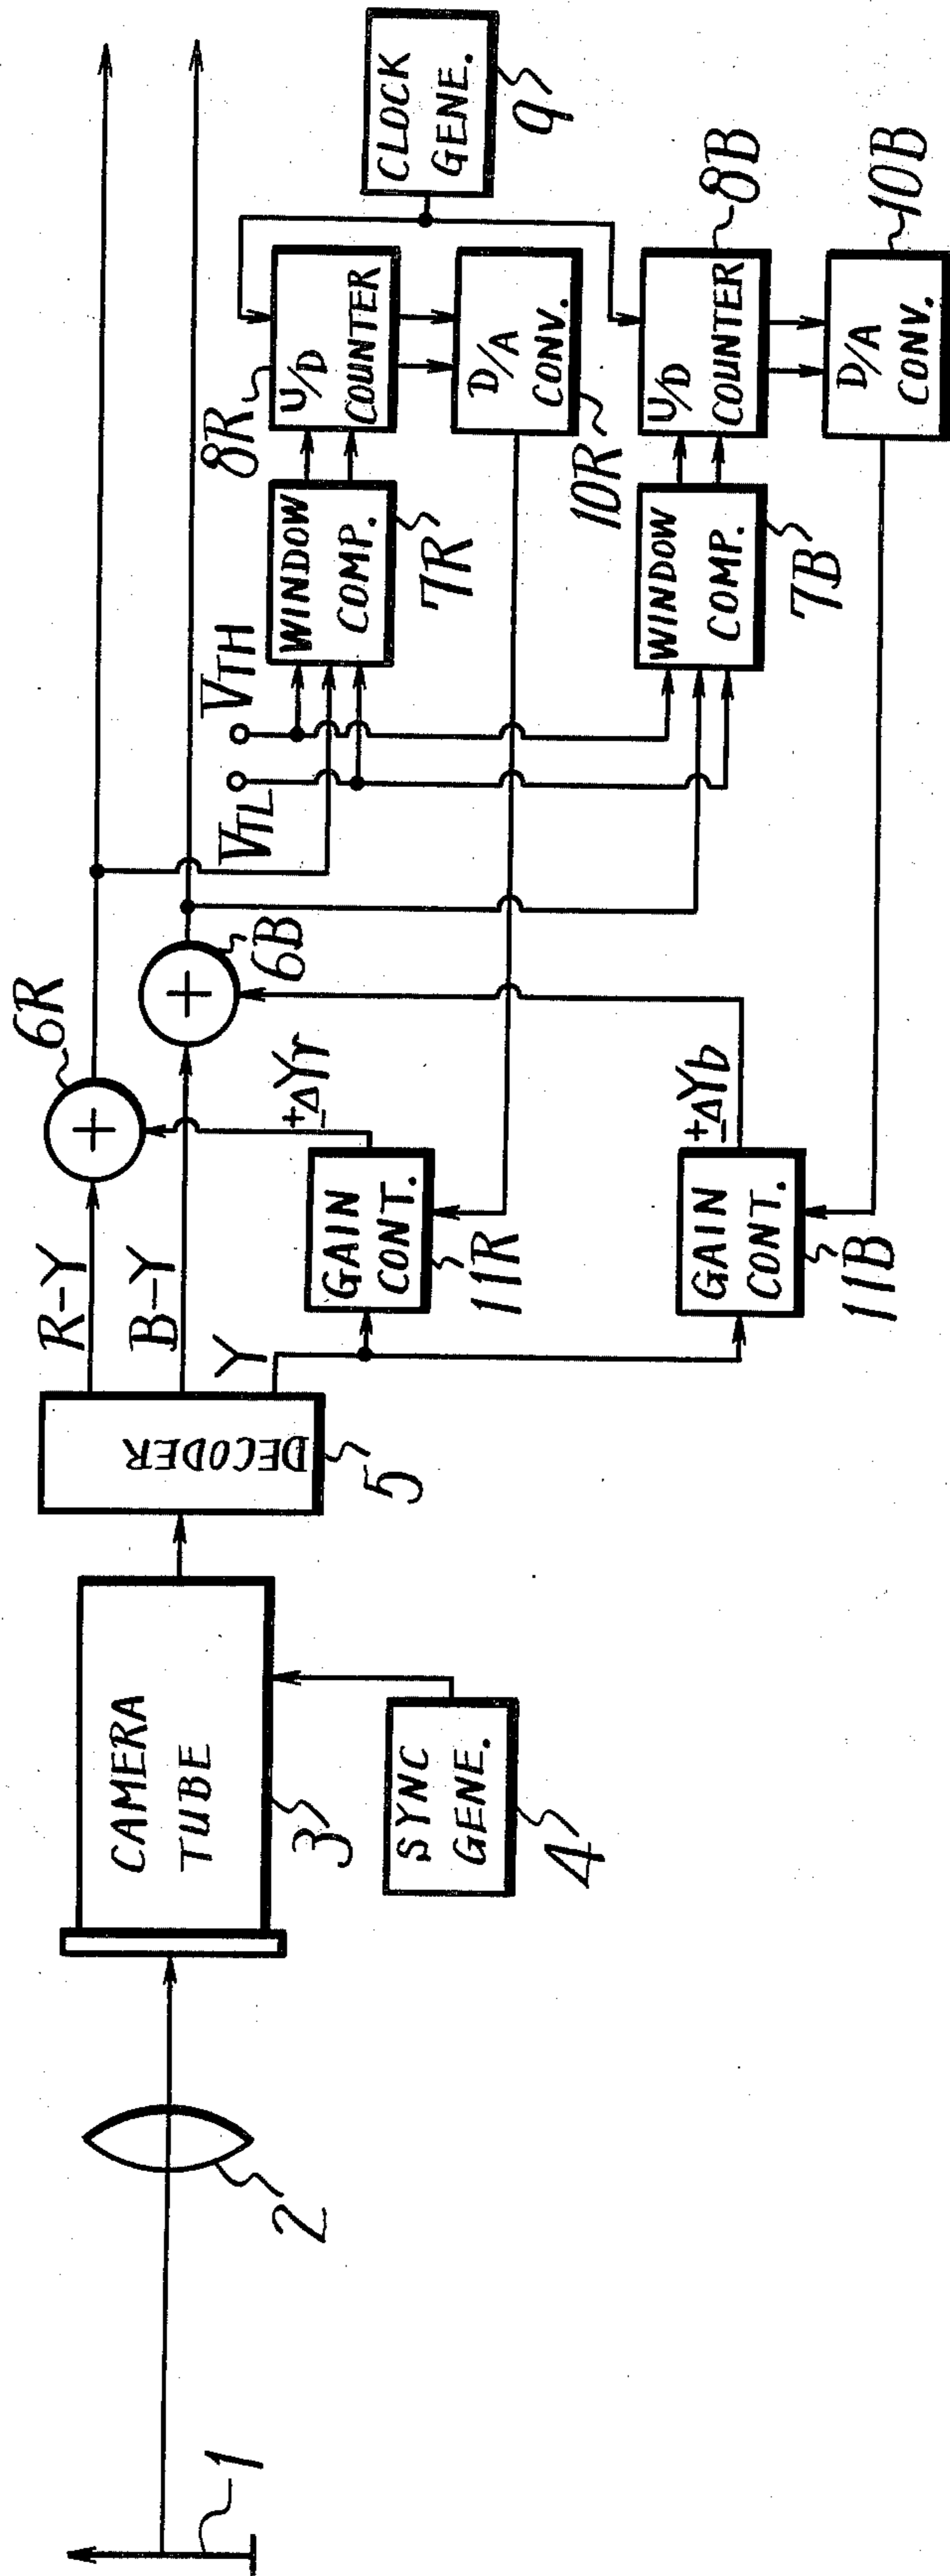 1
2
CAMERA
TUBE
3
SYNC
GENE.
4
DECODER
5
R-Y
B-Y
Y
6R
6B
±ΔYr
±ΔYb
GAIN
CONT.
11R
GAIN
CONT.
11B
VTL
VTH
WINDOW
COMP.
7R
WINDOW
COMP.
7B
8R
U/D
COUNTER
D/A
CONV.
10R
U/D
COUNTER
8B
D/A
CONV.
10B
CLOCK
GENE.
9